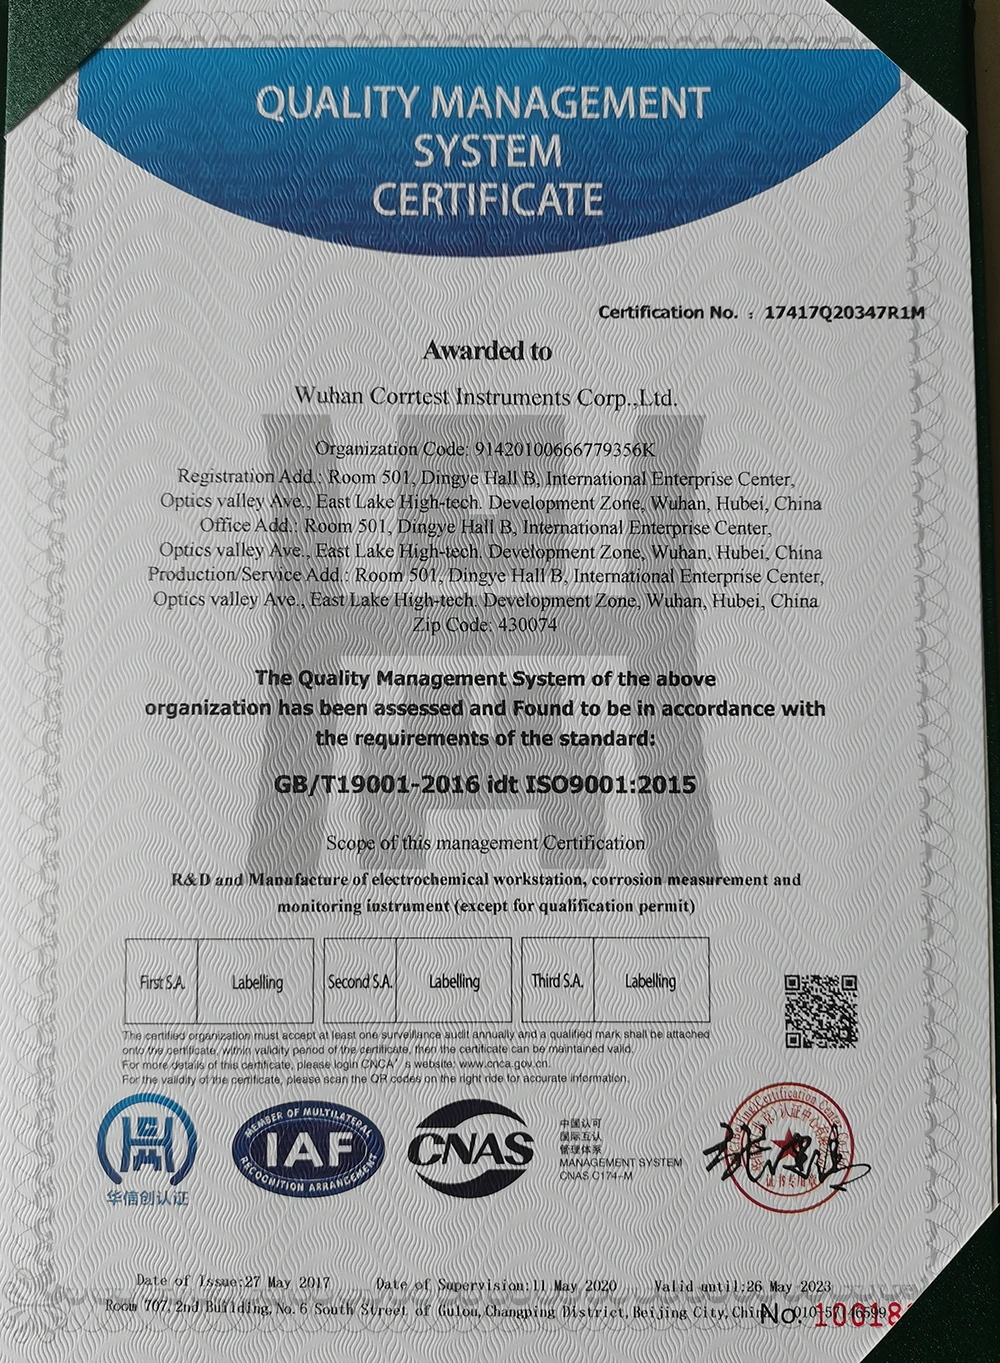 QUALITY MANAGEMENT
SYSTEM
CERTIFICATE
Certification No. : 17417Q20347R1M
Awarded to
Wuhan Corrtest Instruments Corp.,Ltd.
Organization Code: 91420100666779356K
Registration Add.: Room 501, Dingye Hall B, International Enterprise Center,
Optics valley Ave., East Lake High-tech. Development Zone, Wuhan, Hubei, China
Office Add.: Room 501, Dingye Hall B, International Enterprise Center,
Optics valley Ave., East Lake High-tech. Development Zone, Wuhan, Hubei, China
Production/Service Add.: Room 501, Dingye Hall B, International Enterprise Center,
Optics valley Ave., East Lake High-tech. Development Zone, Wuhan, Hubei, China
Zip Code: 430074
The Quality Management System of the above
organization has been assessed and Found to be in accordance with
the requirements of the standard:
GB/T19001-2016 idt ISO9001:2015
Scope of this management Certification
R&D and Manufacture of electrochemical workstation, corrosion measurement and
monitoring instrument (except for qualification permit)
First S.A. Labelling Second S.A. Labelling Third S.A. Labelling
The certified organization must accept at least one surveillance audit annually and a qualified mark shall be attached
onto the certificate, within validity period of the certificate, then the certificate can be maintained valid.
For more details of this certificate, please login CNCA' s website: www.cnca.gov.cn.
For the validity of the certificate, please scan the QR codes on the right ride for accurate information.
华信创认证
MEMBER OF MULTILATERAL
IAF
RECOGNITION ARRANGEMENT
CNAS
中国认可
国际互认
管理体系
MANAGEMENT SYSTEM
CNAS C174-M
Certification Center
证书专用章
Date of Issue:27 May 2017 Date of Supervision:11 May 2020 Valid until:26 May 2023
Room 707,2nd Building,No.6 South Street of Gulou,Changping District,Beijing City,
No. 10018